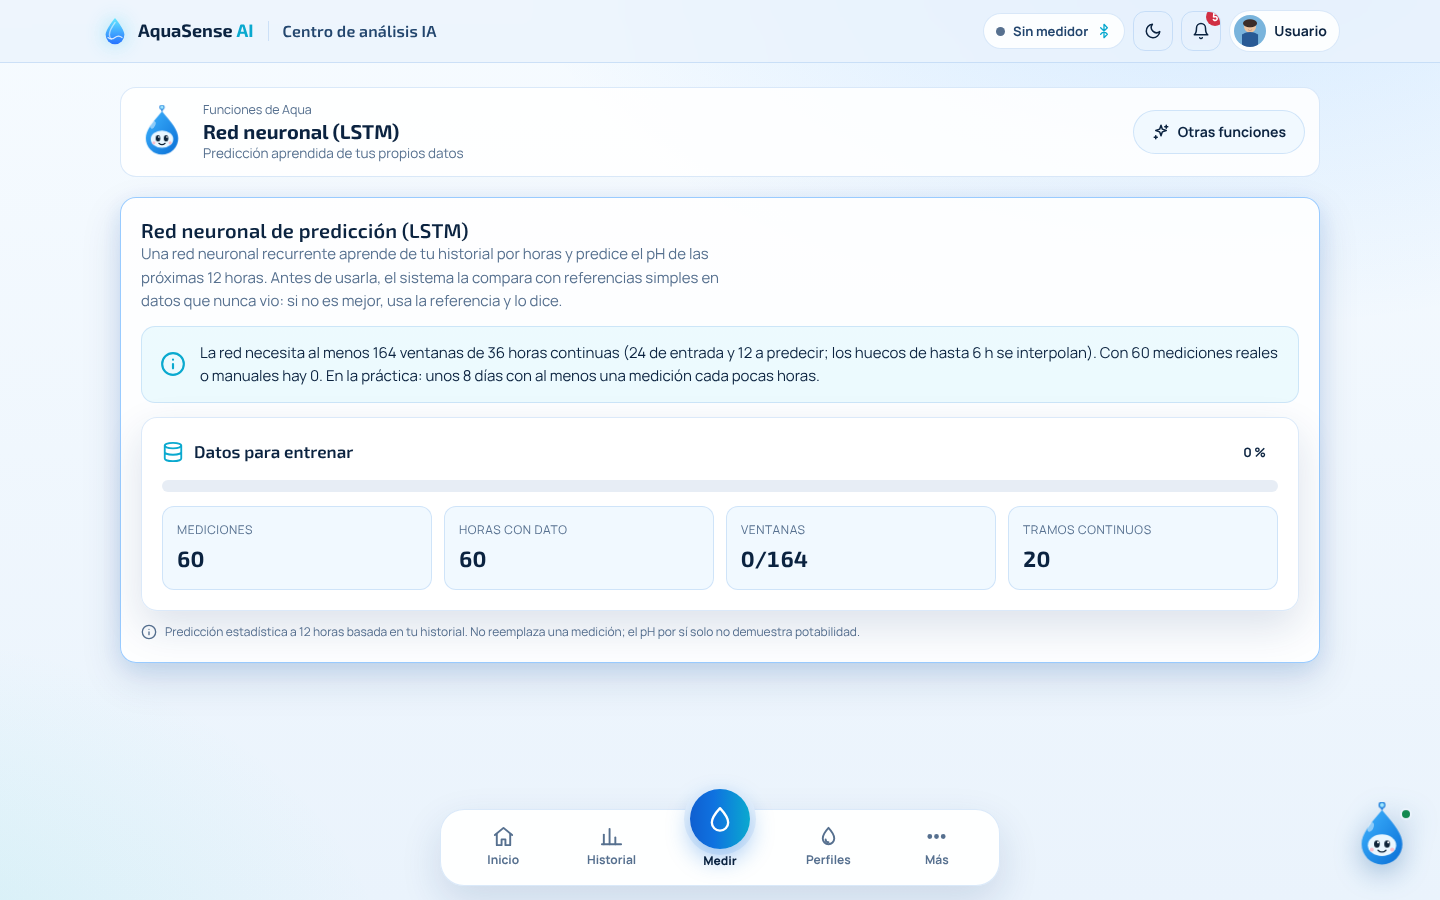 AquaSense AI
Centro de análisis IA
Sin medidor
5
Usuario
Funciones de Aqua
Red neuronal (LSTM)
Predicción aprendida de tus propios datos
Otras funciones
Red neuronal de predicción (LSTM)
Una red neuronal recurrente aprende de tu historial por horas y predice el pH de las
próximas 12 horas. Antes de usarla, el sistema la compara con referencias simples en
datos que nunca vio: si no es mejor, usa la referencia y lo dice.
La red necesita al menos 164 ventanas de 36 horas continuas (24 de entrada y 12 a predecir; los huecos de hasta 6 h se interpolan). Con 60 mediciones reales
o manuales hay 0. En la práctica: unos 8 días con al menos una medición cada pocas horas.
Datos para entrenar
0 %
MEDICIONES
60
HORAS CON DATO
60
VENTANAS
0/164
TRAMOS CONTINUOS
20
Predicción estadística a 12 horas basada en tu historial. No reemplaza una medición; el pH por sí solo no demuestra potabilidad.
Inicio
Historial
Medir
Perfiles
Más